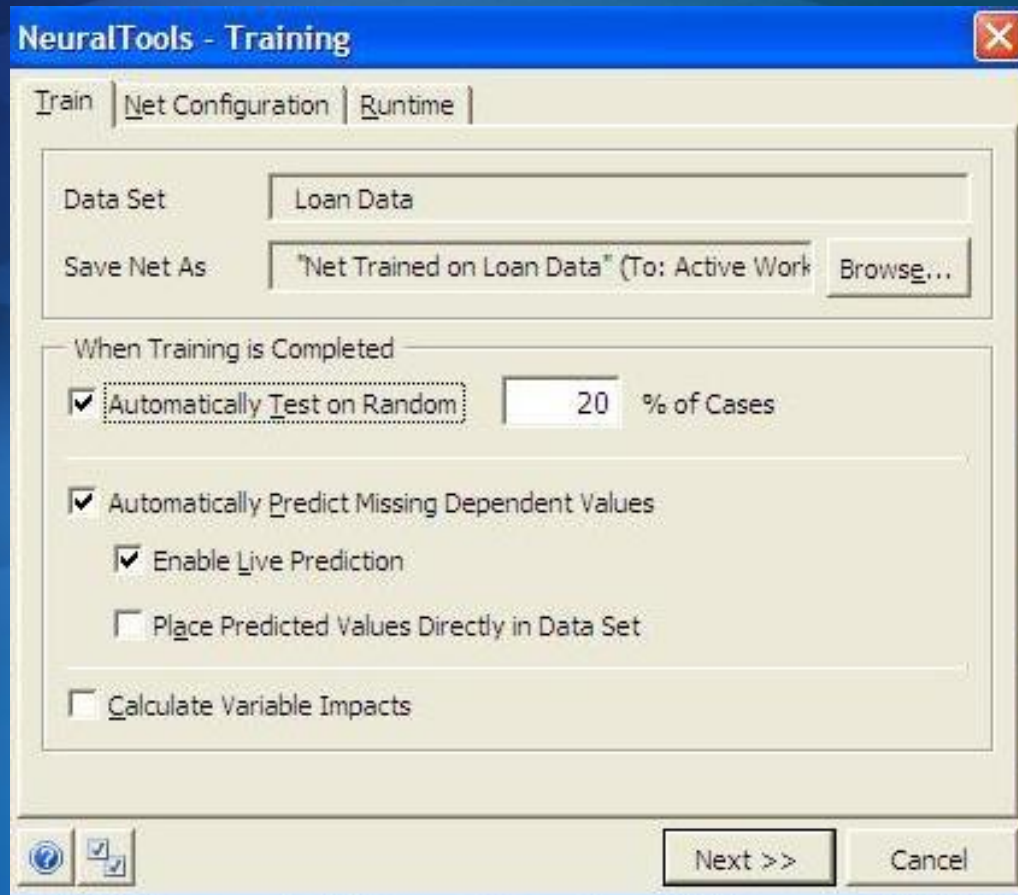 NeuralTools - Training
Train Net Configuration Runtime
Data Set Loan Data
Save Net As "Net Trained on Loan Data" (To: Active Work Browse...
When Training is Completed
Automatically Test on Random 20 % of Cases
Automatically Predict Missing Dependent Values
Enable Live Prediction
Place Predicted Values Directly in Data Set
Calculate Variable Impacts
Next >> Cancel